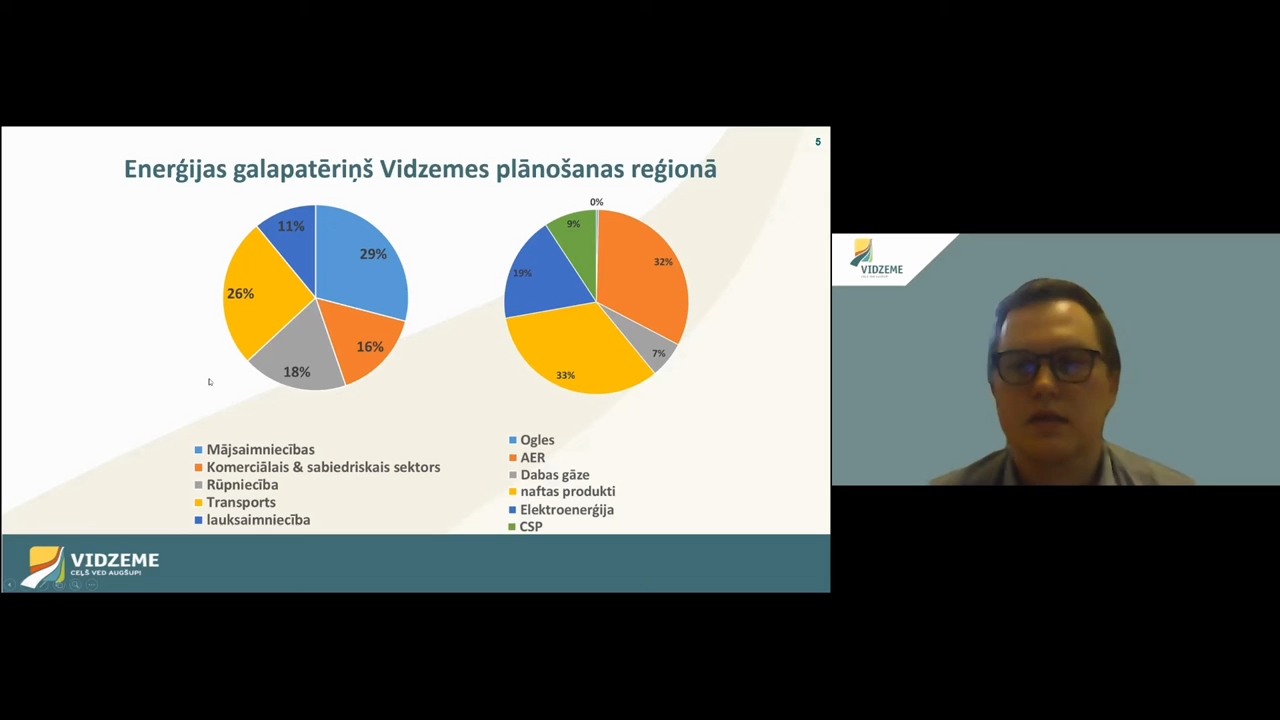 5
Enerģijas galapatēriņš Vidzemes plānošanas reģionā
11%
29%
26%
16%
18%
0%
9%
32%
19%
7%
33%
Mājsaimniecības
Komerciālais & sabiedriskais sektors
Rūpniecība
Transports
lauksaimniecība
Ogles
AER
Dabas gāze
naftas produkti
Elektroenerģija
CSP
VIDZEME
CEĻŠ VED AUGŠUP!
VIDZEME